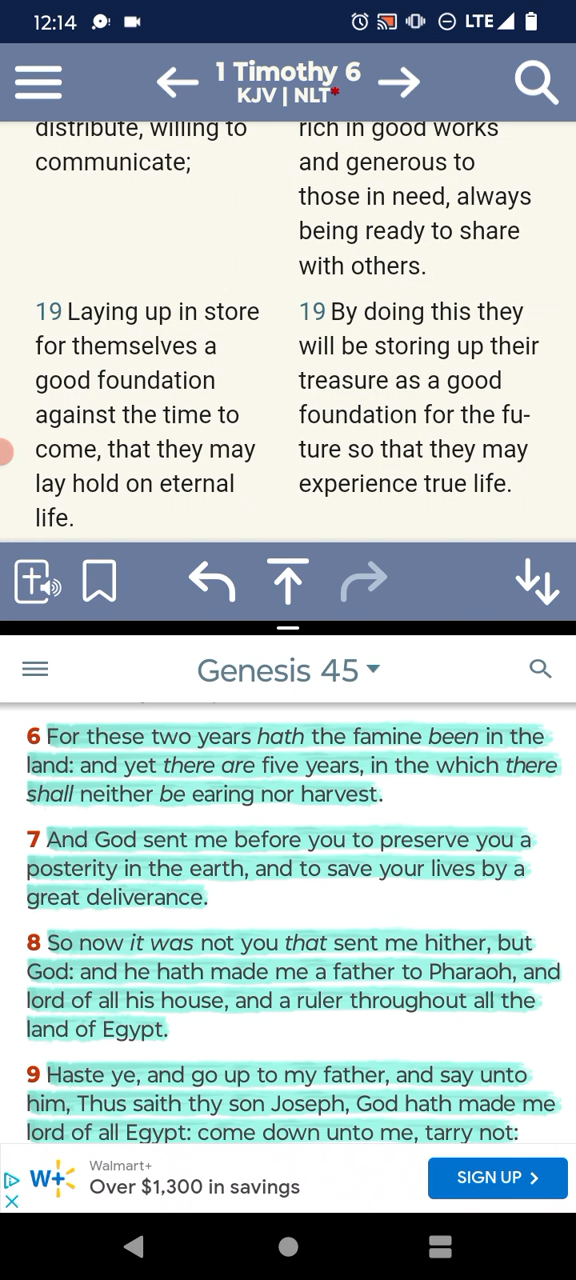 12:14
LTE
1 Timothy 6
KJV | NLT*
distribute, willing to
communicate;
rich in good works
and generous to
those in need, always
being ready to share
with others.
19 Laying up in store
for themselves a
good foundation
against the time to
come, that they may
lay hold on eternal
life.
19 By doing this they
will be storing up their
treasure as a good
foundation for the fu-
ture so that they may
experience true life.
Genesis 45
6 For these two years hath the famine been in the
land: and yet there are five years, in the which there
shall neither be earing nor harvest.
7 And God sent me before you to preserve you a
posterity in the earth, and to save your lives by a
great deliverance.
8 So now it was not you that sent me hither, but
God: and he hath made me a father to Pharaoh, and
lord of all his house, and a ruler throughout all the
land of Egypt.
9 Haste ye, and go up to my father, and say unto
him, Thus saith thy son Joseph, God hath made me
lord of all Egypt: come down unto me, tarry not:
W+
Walmart+
Over $1,300 in savings
SIGN UP